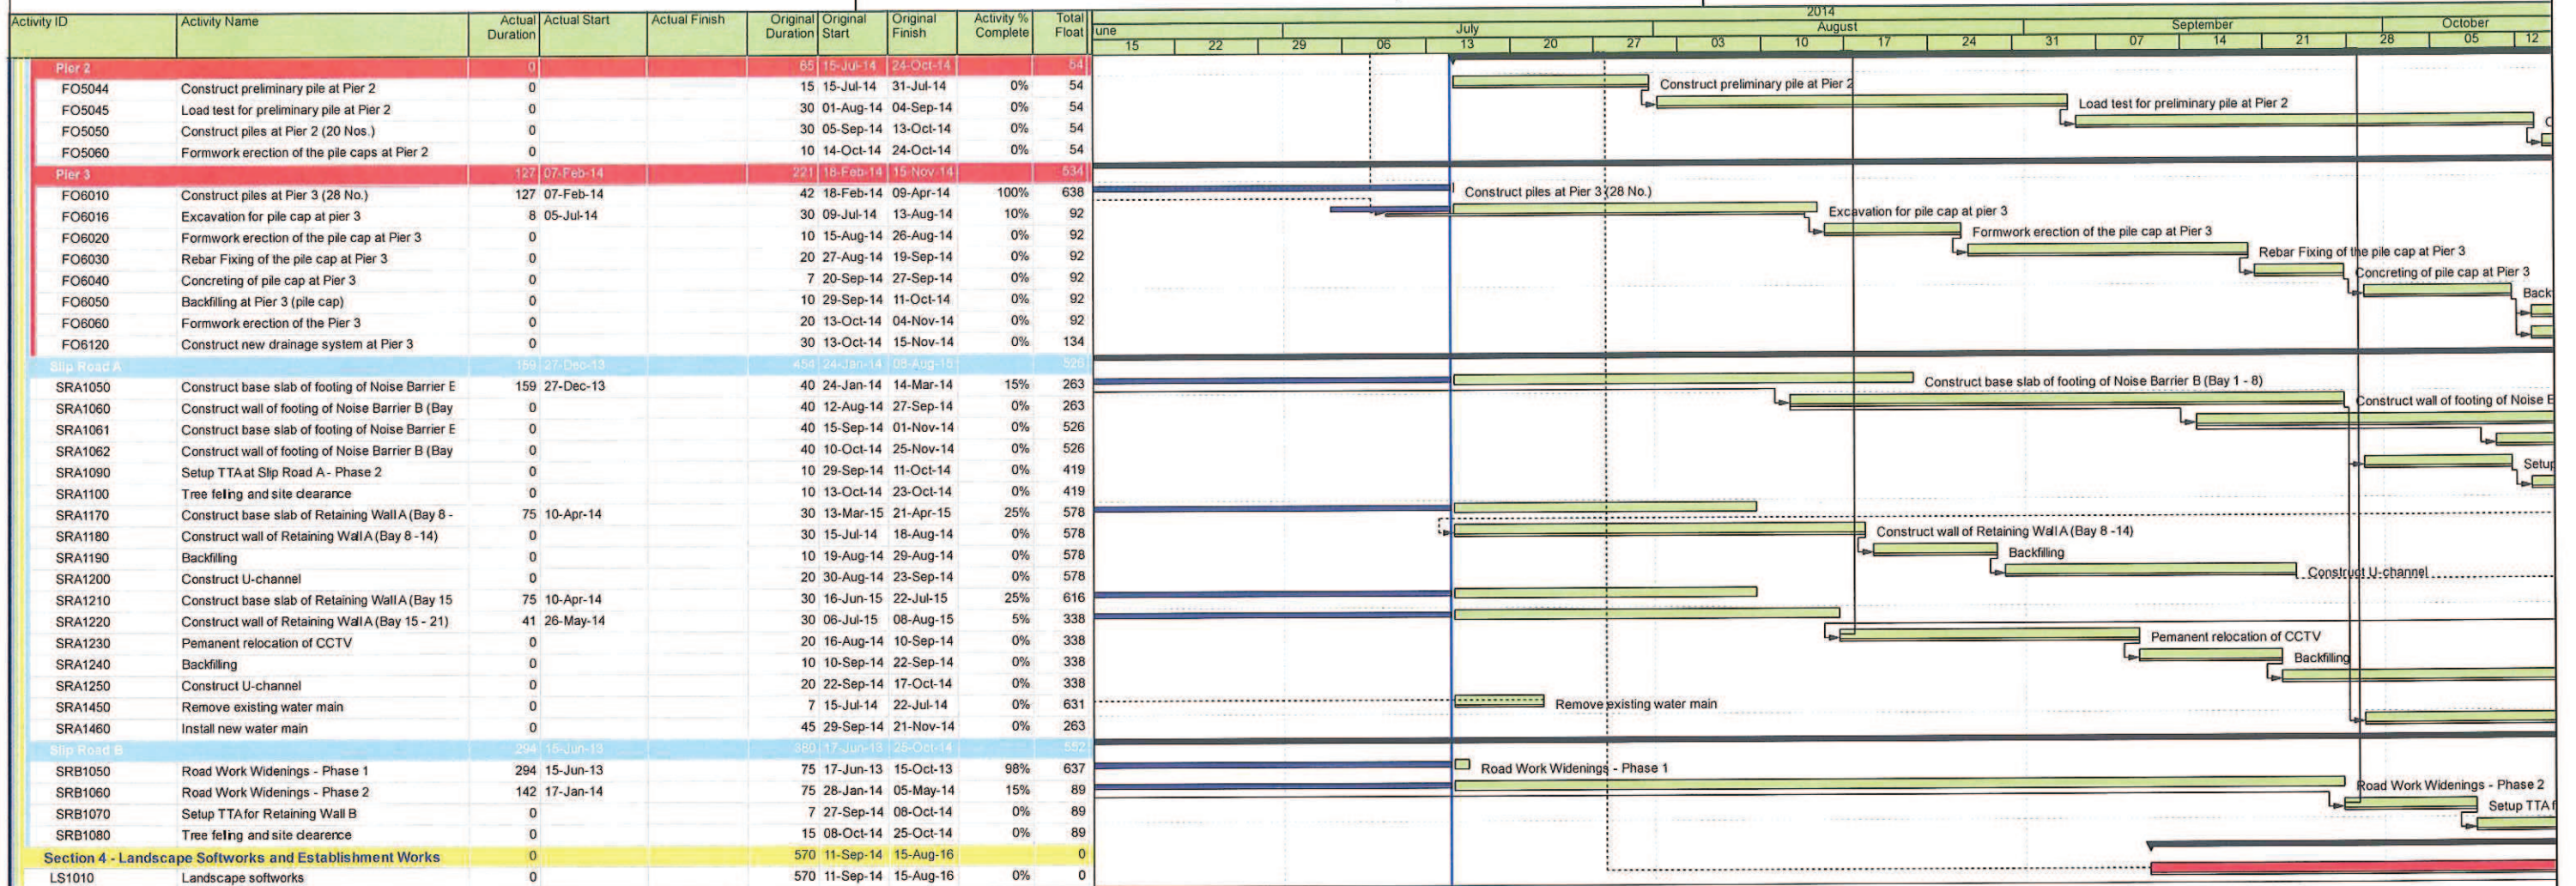 Activity ID Activity Name Actual Duration Actual Start Actual Finish Original Duration Original Start Original Finish Activity % Complete Total Float
2014
une July August September October
15 22 29 06 13 20 27 03 10 17 24 31 07 14 21 28 05 12
Pier 2 0 65 15-Jul-14 24-Oct-14 54
FO5044 Construct preliminary pile at Pier 2 0 15 15-Jul-14 31-Jul-14 0% 54 Construct preliminary pile at Pier 2
FO5045 Load test for preliminary pile at Pier 2 0 30 01-Aug-14 04-Sep-14 0% 54 Load test for preliminary pile at Pier 2
FO5050 Construct piles at Pier 2 (20 Nos.) 0 30 05-Sep-14 13-Oct-14 0% 54 C
FO5060 Formwork erection of the pile caps at Pier 2 0 10 14-Oct-14 24-Oct-14 0% 54
Pier 3 127 07-Feb-14 221 18-Feb-14 15-Nov-14 534
FO6010 Construct piles at Pier 3 (28 No.) 127 07-Feb-14 42 18-Feb-14 09-Apr-14 100% 638 Construct piles at Pier 3 (28 No.)
FO6016 Excavation for pile cap at pier 3 8 05-Jul-14 30 09-Jul-14 13-Aug-14 10% 92 Excavation for pile cap at pier 3
FO6020 Formwork erection of the pile cap at Pier 3 0 10 15-Aug-14 26-Aug-14 0% 92 Formwork erection of the pile cap at Pier 3
FO6030 Rebar Fixing of the pile cap at Pier 3 0 20 27-Aug-14 19-Sep-14 0% 92 Rebar Fixing of the pile cap at Pier 3
FO6040 Concreting of pile cap at Pier 3 0 7 20-Sep-14 27-Sep-14 0% 92 Concreting of pile cap at Pier 3
FO6050 Backfilling at Pier 3 (pile cap) 0 10 29-Sep-14 11-Oct-14 0% 92 Back
FO6060 Formwork erection of the Pier 3 0 20 13-Oct-14 04-Nov-14 0% 92
FO6120 Construct new drainage system at Pier 3 0 30 13-Oct-14 15-Nov-14 0% 134
Slip Road A 159 27-Dec-13 454 24-Jan-14 08-Aug-15 526
SRA1050 Construct base slab of footing of Noise Barrier E 159 27-Dec-13 40 24-Jan-14 14-Mar-14 15% 263 Construct base slab of footing of Noise Barrier B (Bay 1 - 8)
SRA1060 Construct wall of footing of Noise Barrier B (Bay 0 40 12-Aug-14 27-Sep-14 0% 263 Construct wall of footing of Noise E
SRA1061 Construct base slab of footing of Noise Barrier E 0 40 15-Sep-14 01-Nov-14 0% 526
SRA1062 Construct wall of footing of Noise Barrier B (Bay 0 40 10-Oct-14 25-Nov-14 0% 526
SRA1090 Setup TTA at Slip Road A - Phase 2 0 10 29-Sep-14 11-Oct-14 0% 419 Setup
SRA1100 Tree feling and site clearance 0 10 13-Oct-14 23-Oct-14 0% 419
SRA1170 Construct base slab of Retaining Wall A (Bay 8 - 75 10-Apr-14 30 13-Mar-15 21-Apr-15 25% 578
SRA1180 Construct wall of Retaining Wall A (Bay 8 -14) 0 30 15-Jul-14 18-Aug-14 0% 578 Construct wall of Retaining Wall A (Bay 8 -14)
SRA1190 Backfilling 0 10 19-Aug-14 29-Aug-14 0% 578 Backfilling
SRA1200 Construct U-channel 0 20 30-Aug-14 23-Sep-14 0% 578 Construct U-channel
SRA1210 Construct base slab of Retaining Wall A (Bay 15 75 10-Apr-14 30 16-Jun-15 22-Jul-15 25% 616
SRA1220 Construct wall of Retaining Wall A (Bay 15 - 21) 41 26-May-14 30 06-Jul-15 08-Aug-15 5% 338
SRA1230 Pemanent relocation of CCTV 0 20 16-Aug-14 10-Sep-14 0% 338 Pemanent relocation of CCTV
SRA1240 Backfilling 0 10 10-Sep-14 22-Sep-14 0% 338 Backfilling
SRA1250 Construct U-channel 0 20 22-Sep-14 17-Oct-14 0% 338
SRA1450 Remove existing water main 0 7 15-Jul-14 22-Jul-14 0% 631 Remove existing water main
SRA1460 Install new water main 0 45 29-Sep-14 21-Nov-14 0% 263
Slip Road B 294 15-Jun-13 380 17-Jun-13 25-Oct-14 552
SRB1050 Road Work Widenings - Phase 1 294 15-Jun-13 75 17-Jun-13 15-Oct-13 98% 637 Road Work Widenings - Phase 1
SRB1060 Road Work Widenings - Phase 2 142 17-Jan-14 75 28-Jan-14 05-May-14 15% 89 Road Work Widenings - Phase 2
SRB1070 Setup TTA for Retaining Wall B 0 7 27-Sep-14 08-Oct-14 0% 89 Setup TTA f
SRB1080 Tree feling and site clearence 0 15 08-Oct-14 25-Oct-14 0% 89
Section 4 - Landscape Softworks and Establishment Works 0 570 11-Sep-14 15-Aug-16 0
LS1010 Landscape softworks 0 570 11-Sep-14 15-Aug-16 0% 0